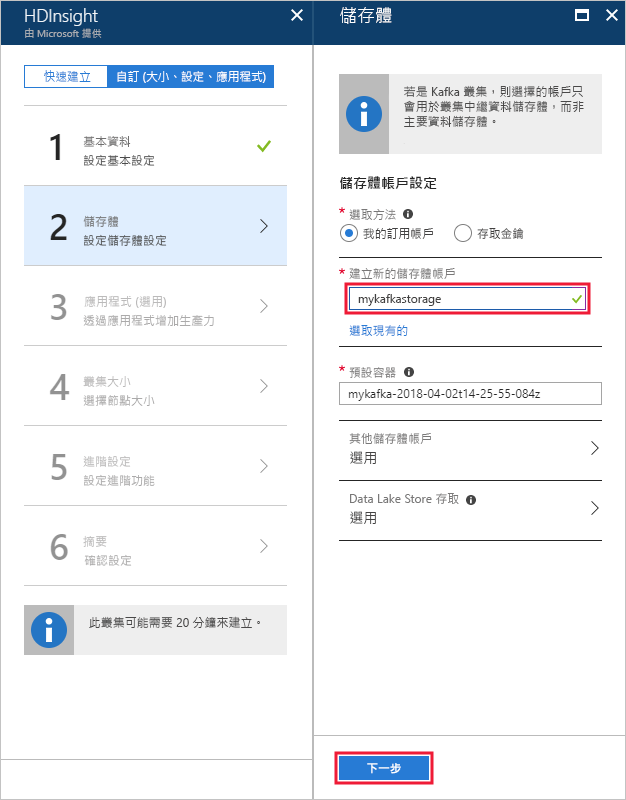 HDInsight
由 Microsoft 提供
快速建立
自訂 (大小、設定、應用程式)
1
基本資料
設定基本設定
2
儲存體
設定儲存體設定
3
應用程式 (選用)
透過應用程式增加生產力
4
叢集大小
選擇節點大小
5
進階設定
設定進階功能
6
摘要
確認設定
此叢集可能需要 20 分鐘來建立。
儲存體
若是 Kafka 叢集，則選擇的帳戶只
會用於叢集中繼資料儲存體，而非
主要資料儲存體。
儲存體帳戶設定
* 選取方法
我的訂用帳戶
存取金鑰
* 建立新的儲存體帳戶
mykafkastorage
選取現有的
* 預設容器
mykafka-2018-04-02t14-25-55-084z
其他儲存體帳戶
選用
Data Lake Store 存取
選用
下一步